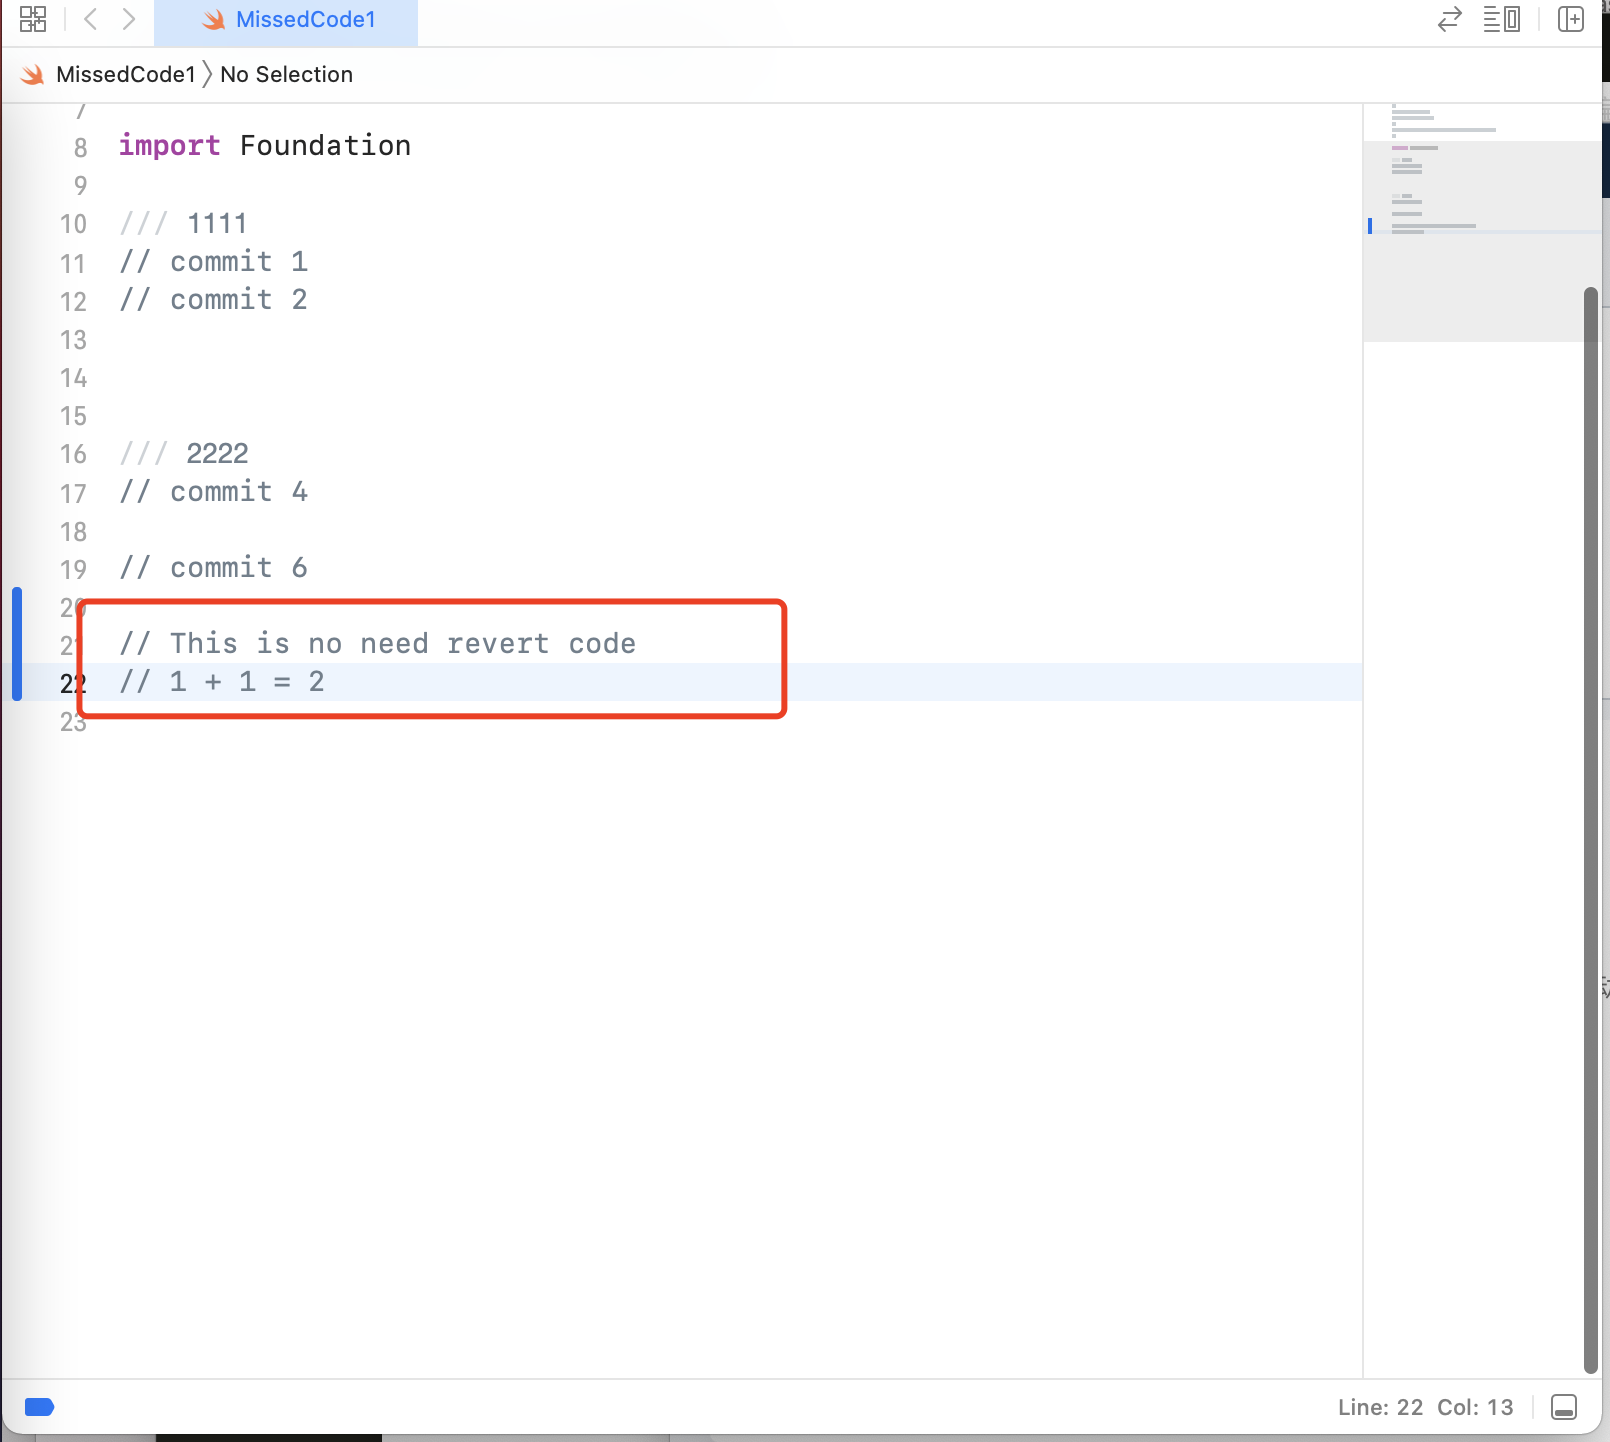 MissedCode1
MissedCode1 〉 No Selection
7
8 import Foundation
9
10 /// 1111
11 // commit 1
12 // commit 2
13
14
15
16 /// 2222
17 // commit 4
18
19 // commit 6
20
21 // This is no need revert code
22 // 1 + 1 = 2
23
Line: 22 Col: 13